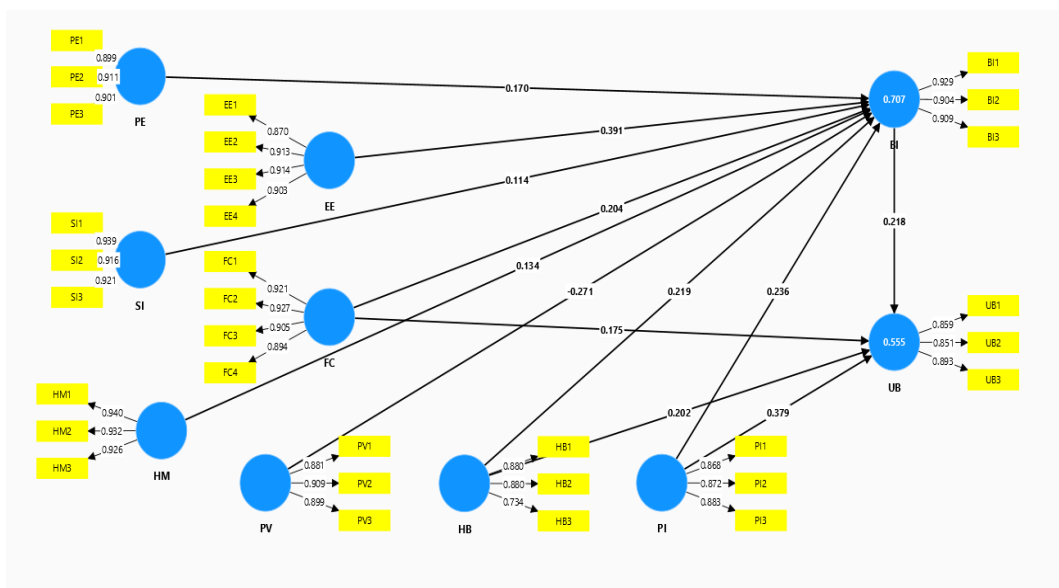 PE1
PE2
PE3
0.899
0.911
0.901
PE
EE1
EE2
EE3
EE4
0.870
0.913
0.914
0.903
EE
SI1
SI2
SI3
0.939
0.916
0.921
SI
FC1
FC2
FC3
FC4
0.921
0.927
0.905
0.894
FC
HM1
HM2
HM3
0.940
0.932
0.926
HM
PV
0.881
0.909
0.899
PV1
PV2
PV3
HB
0.880
0.880
0.734
HB1
HB2
HB3
PI
0.868
0.872
0.883
PI1
PI2
PI3
0.170
0.391
0.114
0.204
0.134
-0.271
0.219
0.236
0.175
0.202
0.379
0.218
0.707
BI
0.929
0.904
0.909
BI1
BI2
BI3
0.555
UB
0.859
0.851
0.893
UB1
UB2
UB3